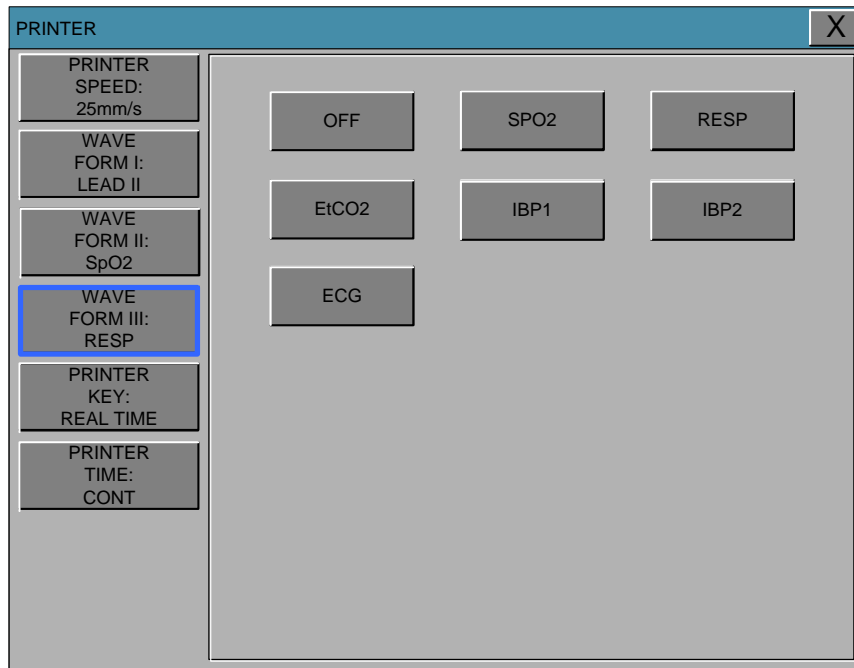 PRINTER
X
PRINTER
SPEED:
25mm/s
WAVE
FORM I:
LEAD II
WAVE
FORM II:
SpO2
WAVE
FORM III:
RESP
PRINTER
KEY:
REAL TIME
PRINTER
TIME:
CONT
OFF
SPO2
RESP
EtCO2
IBP1
IBP2
ECG